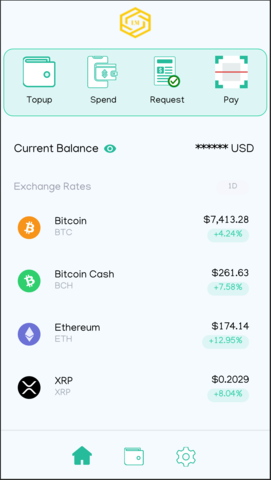 Topup Spend Request Pay
Current Balance ****** USD
Exchange Rates 1D
Bitcoin $7,413.28
BTC +4.24%
Bitcoin Cash $261.63
BCH +7.58%
Ethereum $174.14
ETH +12.95%
XRP $0.2029
XRP +8.04%